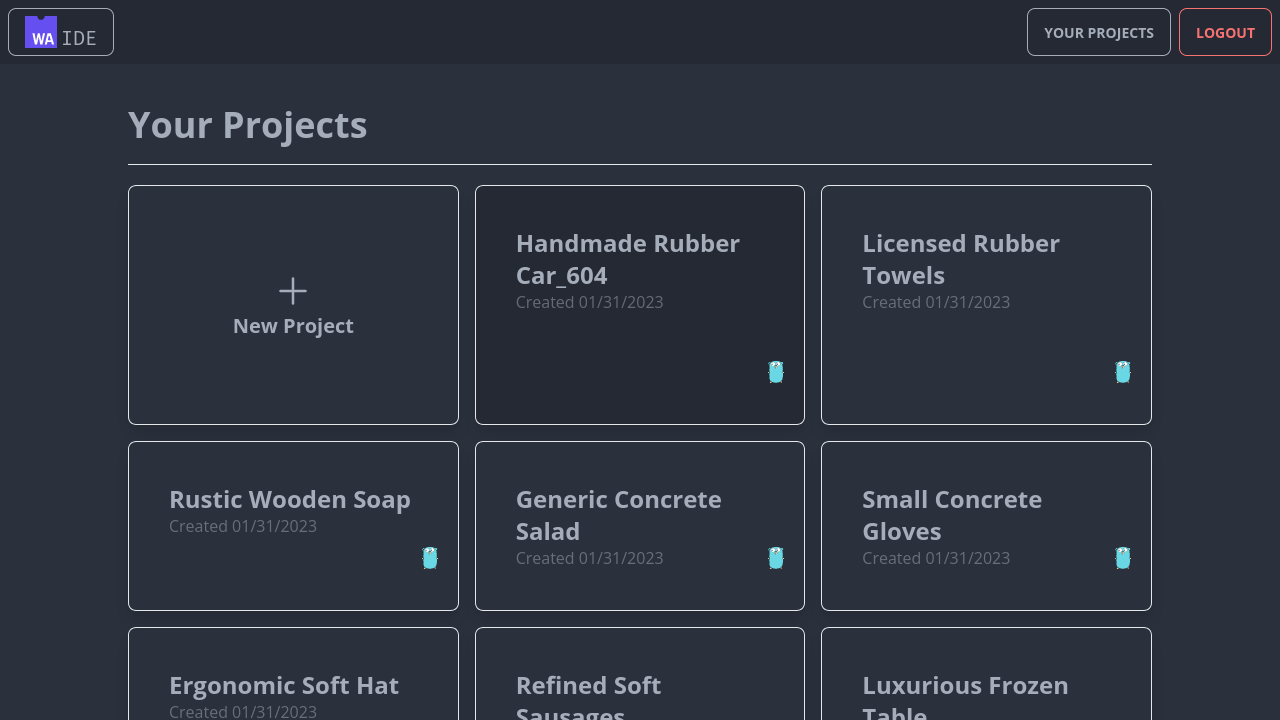 WA IDE
YOUR PROJECTS
LOGOUT
Your Projects
New Project
Handmade Rubber
Car_604
Created 01/31/2023
Licensed Rubber
Towels
Created 01/31/2023
Rustic Wooden Soap
Created 01/31/2023
Generic Concrete
Salad
Created 01/31/2023
Small Concrete
Gloves
Created 01/31/2023
Ergonomic Soft Hat
Created 01/31/2023
Refined Soft
Sausages
Luxurious Frozen
Table